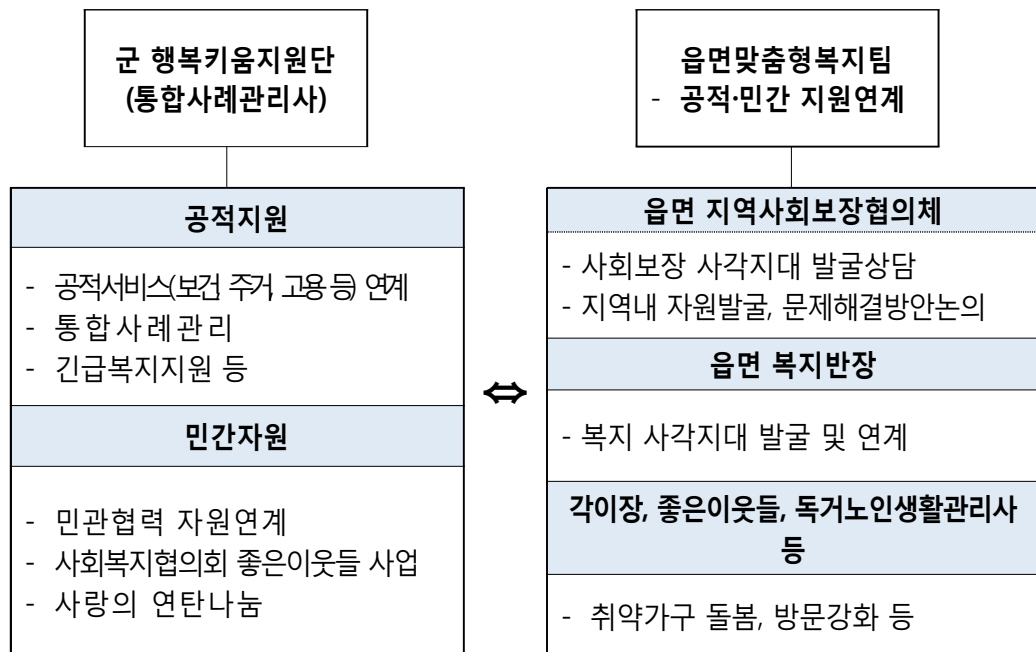 군 행복키움지원단
(통합사례관리사)
공적지원
- 공적서비스(보건, 주거, 고용 등) 연계
- 통합사례관리
- 긴급복지지원 등
민간자원
- 민관협력 자원연계
- 사회복지협의회 좋은이웃들 사업
- 사랑의 연탄나눔
⇔
읍면맞춤형복지팀
- 공적·민간 지원연계
읍면 지역사회보장협의체
- 사회보장 사각지대 발굴상담
- 지역내 자원발굴, 문제해결방안논의
읍면 복지반장
- 복지 사각지대 발굴 및 연계
각이장, 좋은이웃들, 독거노인생활관리사
등
- 취약가구 돌봄, 방문강화 등